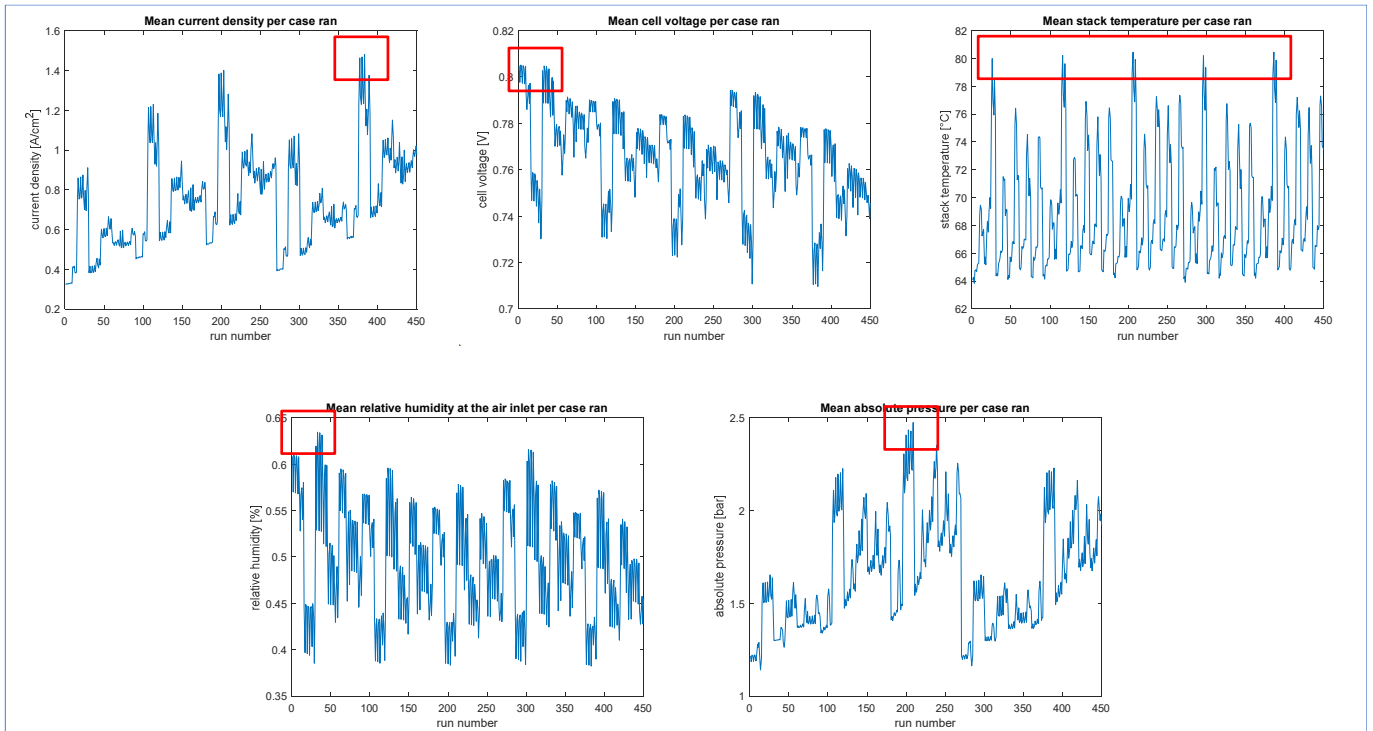 Mean current density per case ran
1.6
1.4
1.2
1
0.8
0.6
0.4
0.2
current density [A/cm²]
0 50 100 150 200 250 300 350 400 450
run number
Mean cell voltage per case ran
0.82
0.8
0.78
0.76
0.74
0.72
0.7
cell voltage [V]
0 50 100 150 200 250 300 350 400 450
run number
Mean stack temperature per case ran
82
80
78
76
74
72
70
68
66
64
62
stack temperature [°C]
0 50 100 150 200 250 300 350 400 450
run number
Mean relative humidity at the air inlet per case ran
0.65
0.6
0.55
0.5
0.45
0.4
0.35
relative humidity [%]
0 50 100 150 200 250 300 350 400 450
run number
Mean absolute pressure per case ran
2.5
2
1.5
1
absolute pressure [bar]
0 50 100 150 200 250 300 350 400 450
run number